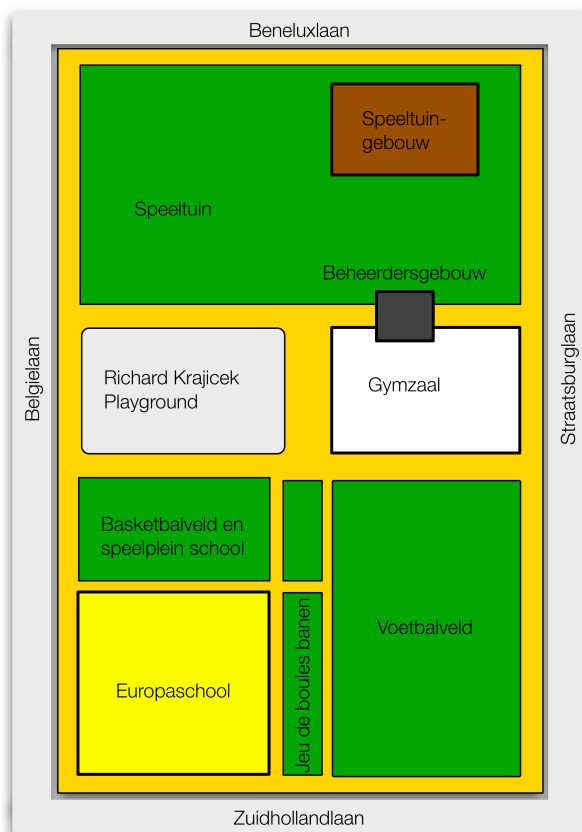 Beneluxlaan
Speeltuin-
gebouw
Speeltuin
Beheerdersgebouw
Belgielaan
Straatsburglaan
Richard Krajicek
Playground
Gymzaal
Basketbalveld en
speelplein school
Jeu de boules banen
Voetbalveld
Europaschool
Zuidhollandlaan